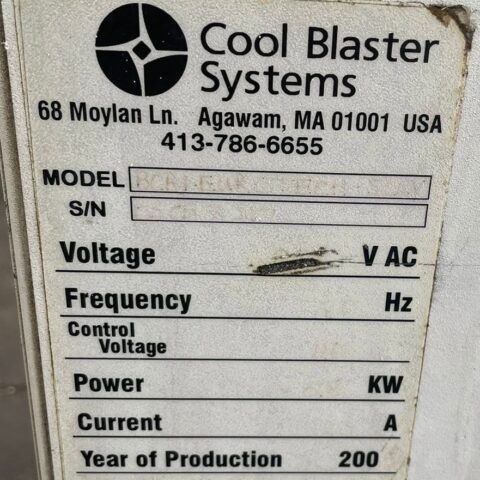 Cool Blaster
Systems
68 Moylan Ln. Agawam, MA 01001 USA
413-786-6655
MODEL
S/N
Voltage V AC
Frequency Hz
Control
Voltage
Power KW
Current A
Year of Production 200